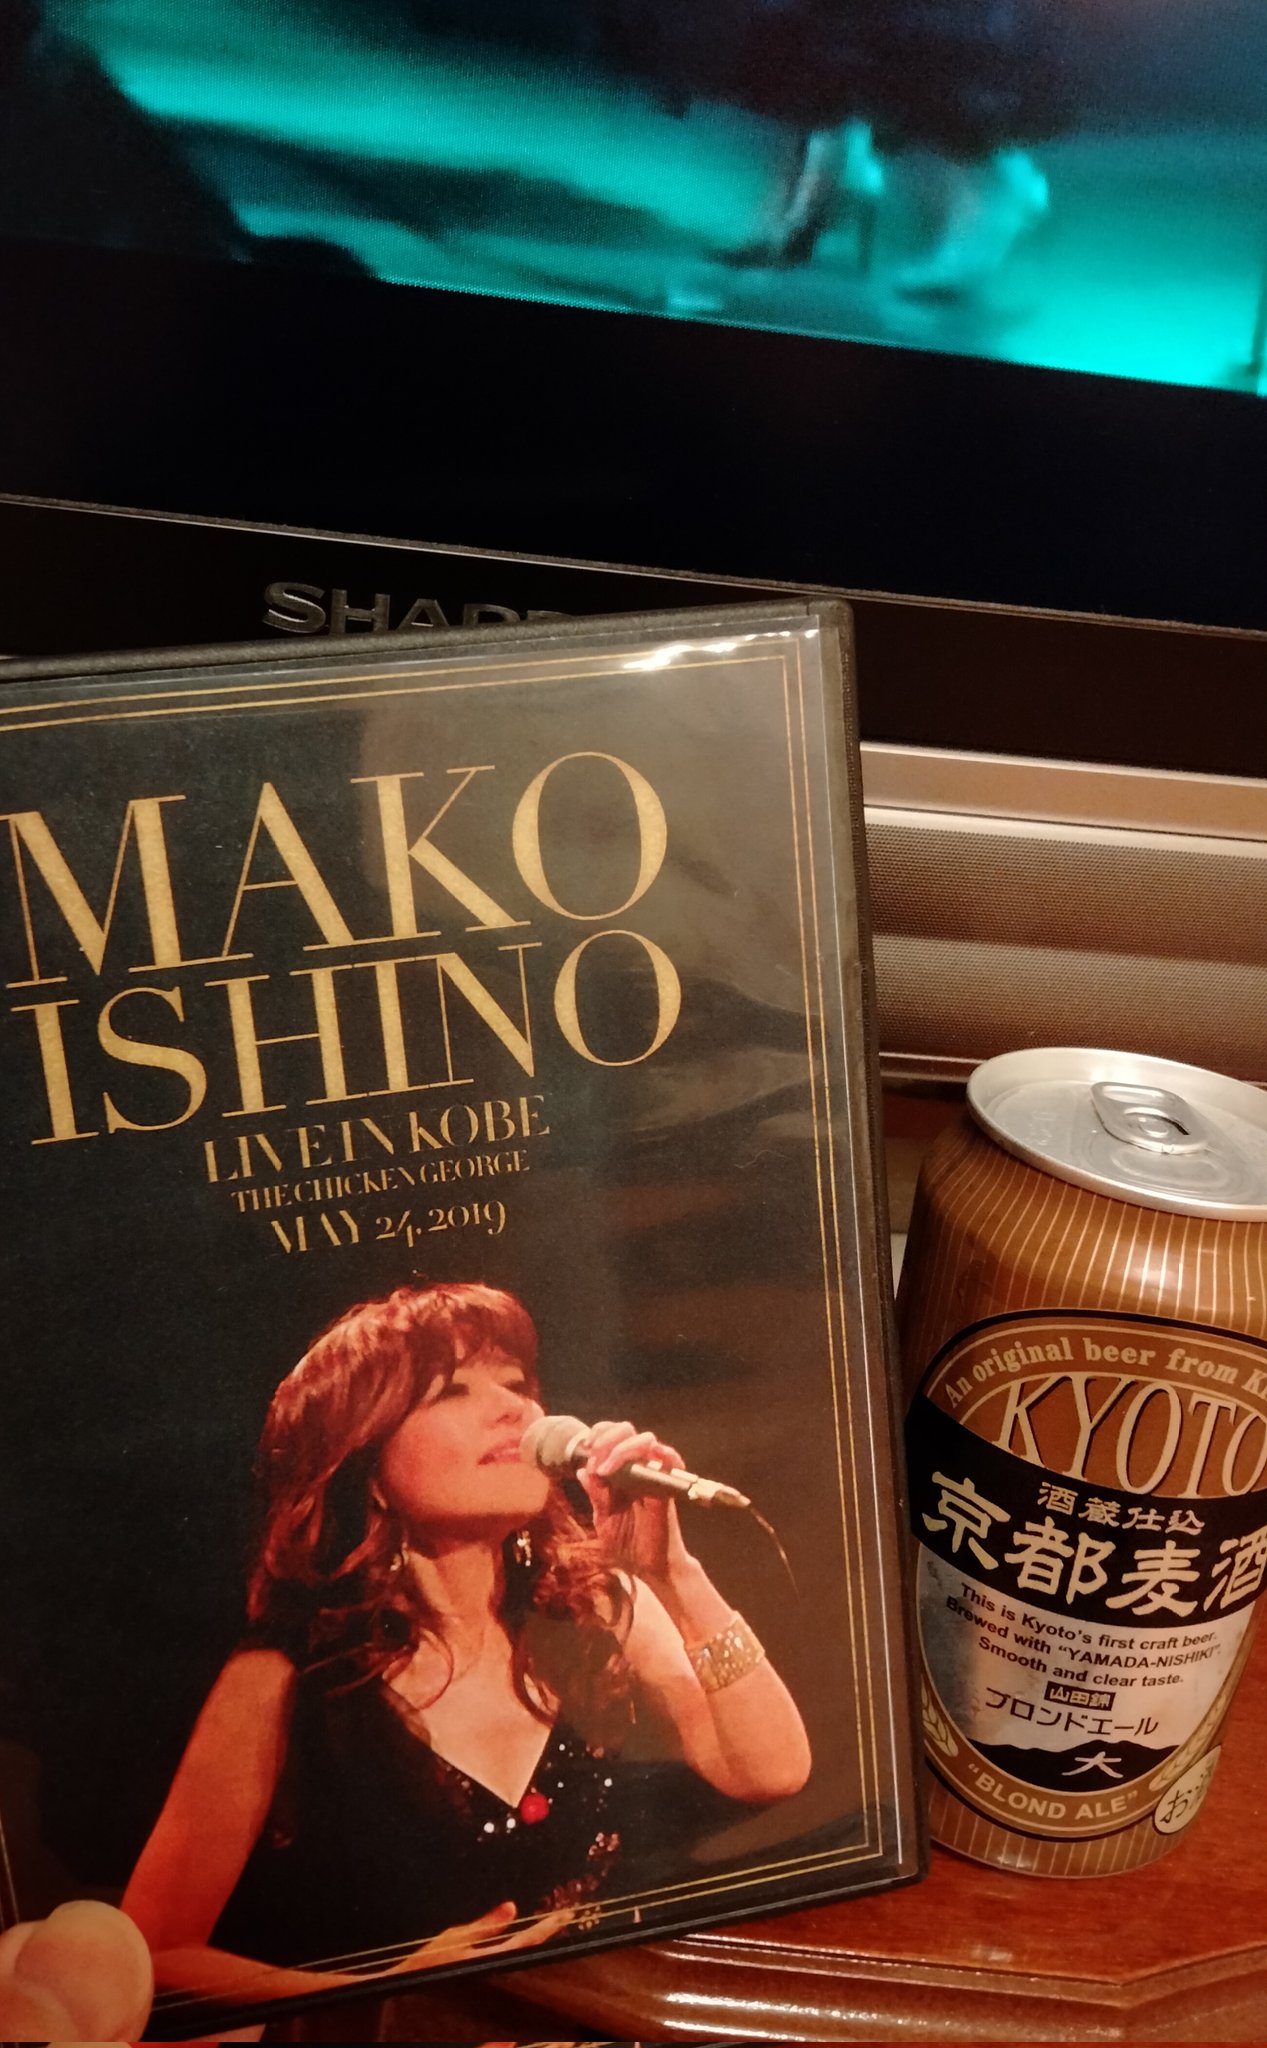 SHARP
MAKO
ISHINO
LIVE IN KOBE
THE CHICKEN GEORGE
MAY 24, 2019
An original beer from
KYOTO
酒蔵仕込
京都麦酒
This is Kyoto's first craft beer.
Brewed with "YAMADA-NISHIKI".
Smooth and clear taste.
山田錦
ブロンドエール
大
"BLOND ALE"
お